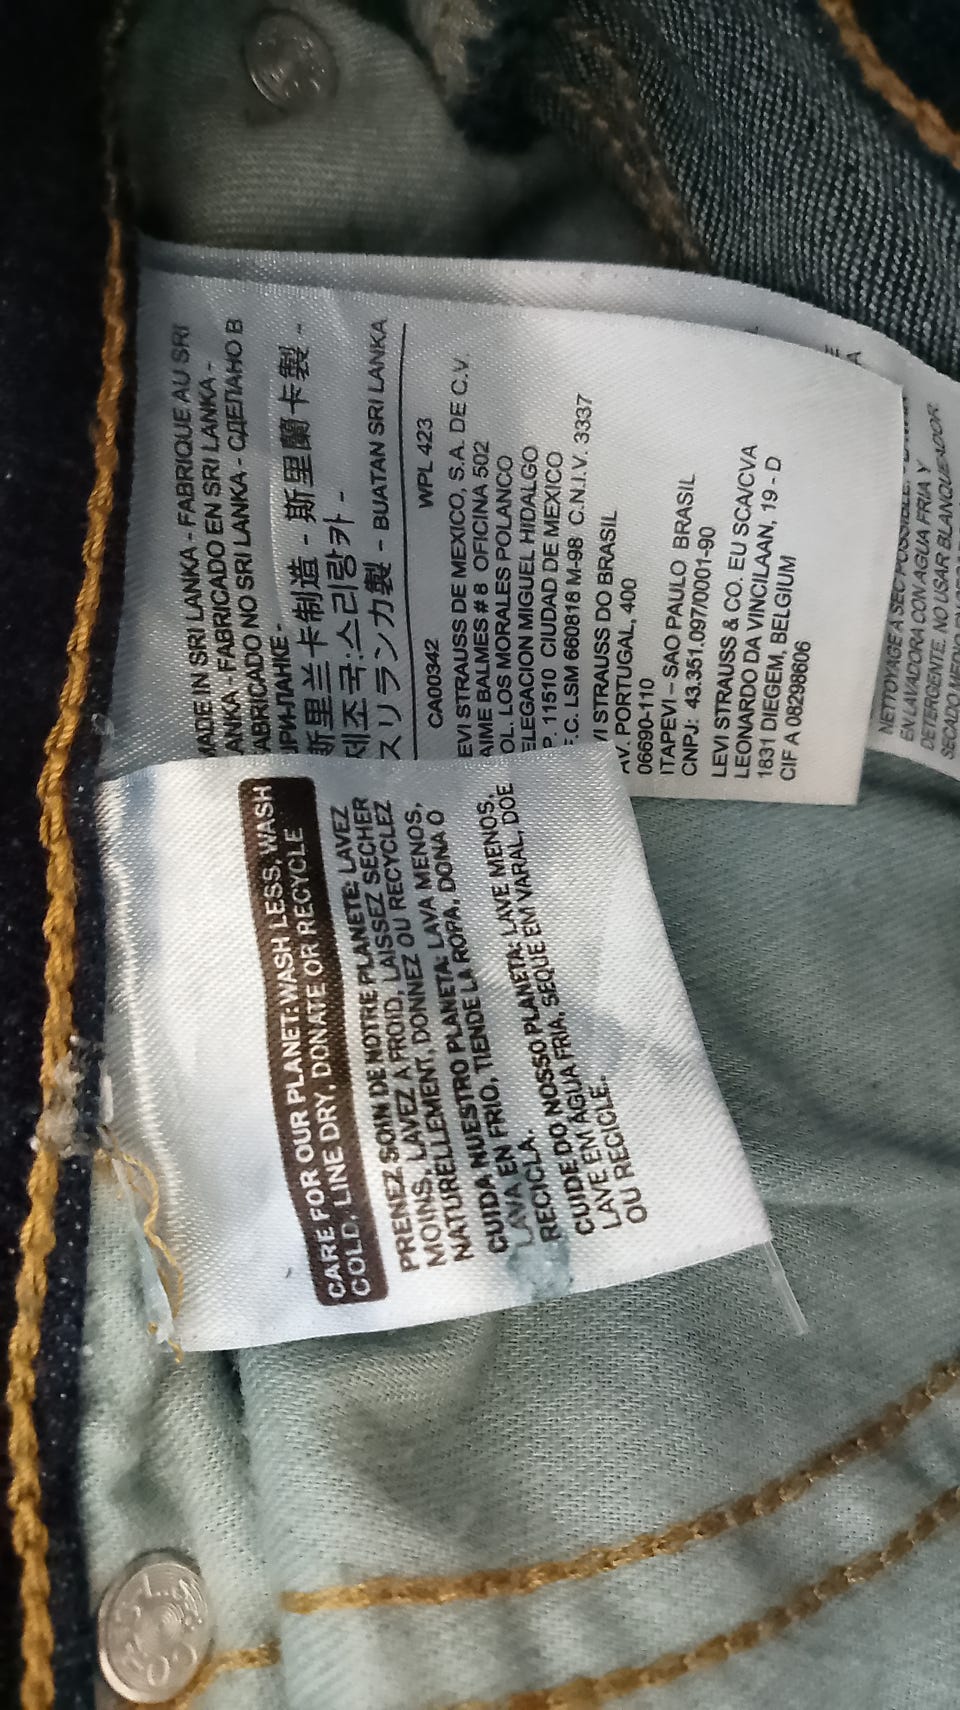 MADE IN SRI LANKA - FABRIQUE AU SRI
LANKA - FABRICADO EN SRI LANKA -
FABRICADO NO SRI LANKA - СДЕЛАНО В
ШРИ-ЛАНКЕ -
斯里兰卡制造 - 斯里蘭卡製 -
제조국:스리랑카 -
スリランカ製 - BUATAN SRI LANKA
CA00342 WPL 423
EVI STRAUSS DE MEXICO, S.A. DE C.V.
AIME BALMES # 8 OFICINA 502
OL. LOS MORALES POLANCO
ELEGACION MIGUEL HIDALGO
P. 11510 CIUDAD DE MEXICO
F.C. LSM 660818 M-98 C.N.I.V. 3337
VI STRAUSS DO BRASIL
AV. PORTUGAL, 400
06690-110
ITAPEVI – SAO PAULO BRASIL
CNPJ: 43.351.097/0001-90
LEVI STRAUSS & CO. EU SCA/CVA
LEONARDO DA VINCILAAN, 19 - D
1831 DIEGEM, BELGIUM
CIF A 08298606
NETTOYAGE A SEC POSSIBLE.
EN LAVADORA CON AGUA FRIA Y
DETERGENTE. NO USAR BLANQUEADOR.
CARE FOR OUR PLANET: WASH LESS, WASH
COLD, LINE DRY, DONATE OR RECYCLE
PRENEZ SOIN DE NOTRE PLANETE: LAVEZ
MOINS, LAVEZ A FROID, LAISSEZ SECHER
NATURELLEMENT, DONNEZ OU RECYCLEZ
CUIDA NUESTRO PLANETA: LAVA MENOS,
LAVA EN FRIO, TIENDE LA ROPA, DONA O
RECICLA.
CUIDE DO NOSSO PLANETA: LAVE MENOS,
LAVE EM AGUA FRIA, SEQUE EM VARAL, DOE
OU RECICLE.